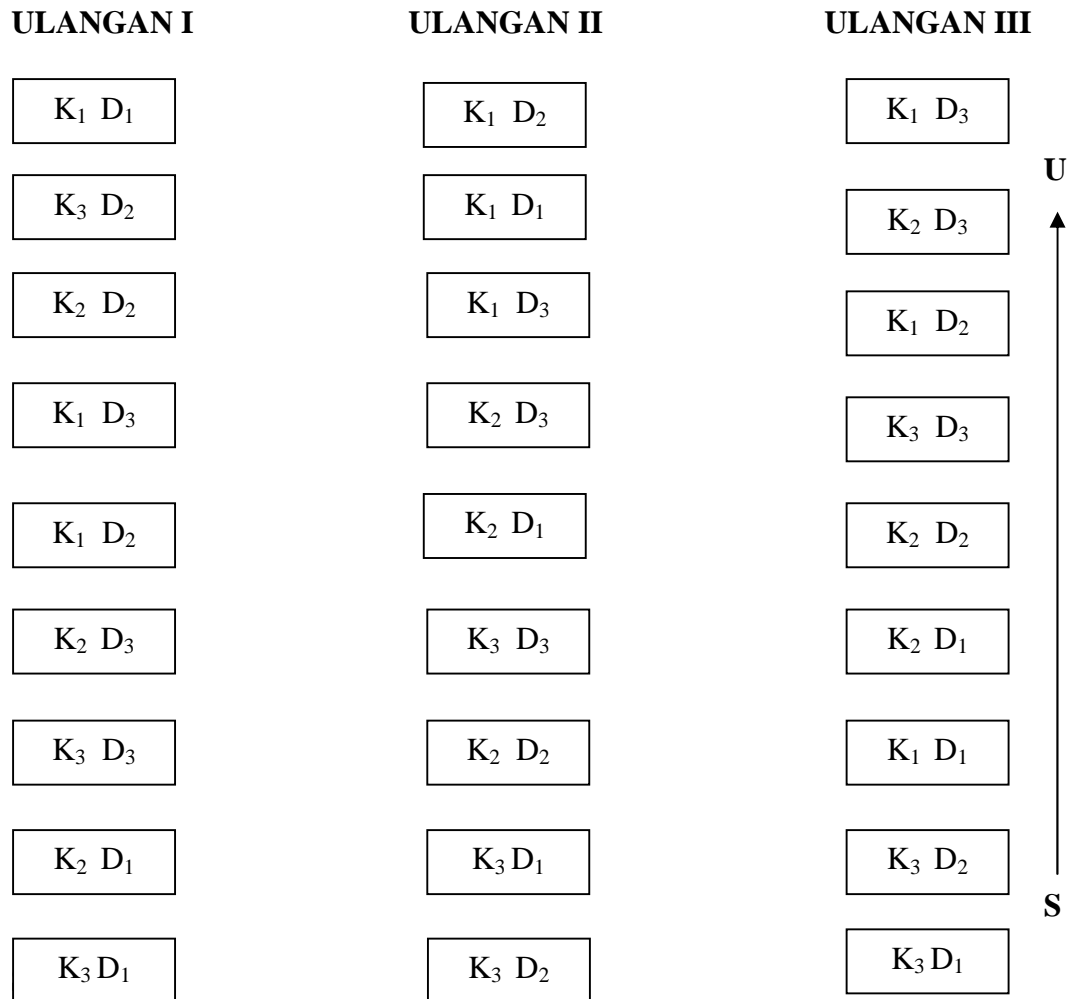 ULANGAN I ULANGAN II ULANGAN III
K₁ D₁ K₁ D₂ K₁ D₃
U
K₃ D₂ K₁ D₁ K₂ D₃
K₂ D₂ K₁ D₃ K₁ D₂
K₁ D₃ K₂ D₃ K₃ D₃
K₁ D₂ K₂ D₁ K₂ D₂
K₂ D₃ K₃ D₃ K₂ D₁
K₃ D₃ K₂ D₂ K₁ D₁
K₂ D₁ K₃ D₁ K₃ D₂
S
K₃ D₁ K₃ D₂ K₃ D₁